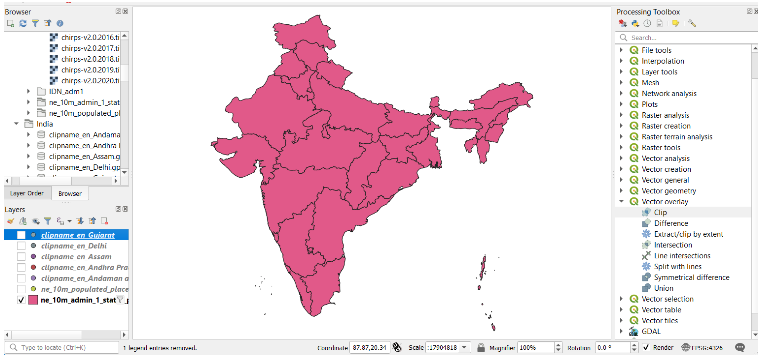 Browser
chirps-v2.0.2016.ti
chirps-v2.0.2017.ti
chirps-v2.0.2018.ti
chirps-v2.0.2019.ti
chirps-v2.0.2020.ti
IDN_adm1
ne_10m_admin_1_stat
ne_10m_populated_pla
India
clipname_en_Andama
clipname_en_Andhra
clipname_en_Assam.g
clipname_en_Delhi.gp
Layer Order
Browser
Layers
clipname_en_Gujarat
clipname_en_Delhi
clipname_en_Assam
clipname_en_Andhra Pra
clipname_en_Andaman a
ne_10m_populated_place
ne_10m_admin_1_stat
Type to locate (Ctrl+K)
1 legend entries removed.
Coordinate 87.87,20.34
Scale :17904818
Magnifier 100%
Rotation 0.0 °
Render
EPSG:4326
Processing Toolbox
Search...
File tools
Interpolation
Layer tools
Mesh
Network analysis
Plots
Raster analysis
Raster creation
Raster terrain analysis
Raster tools
Vector analysis
Vector creation
Vector general
Vector geometry
Vector overlay
Clip
Difference
Extract/clip by extent
Intersection
Line intersections
Split with lines
Symmetrical difference
Union
Vector selection
Vector table
Vector tiles
GDAL